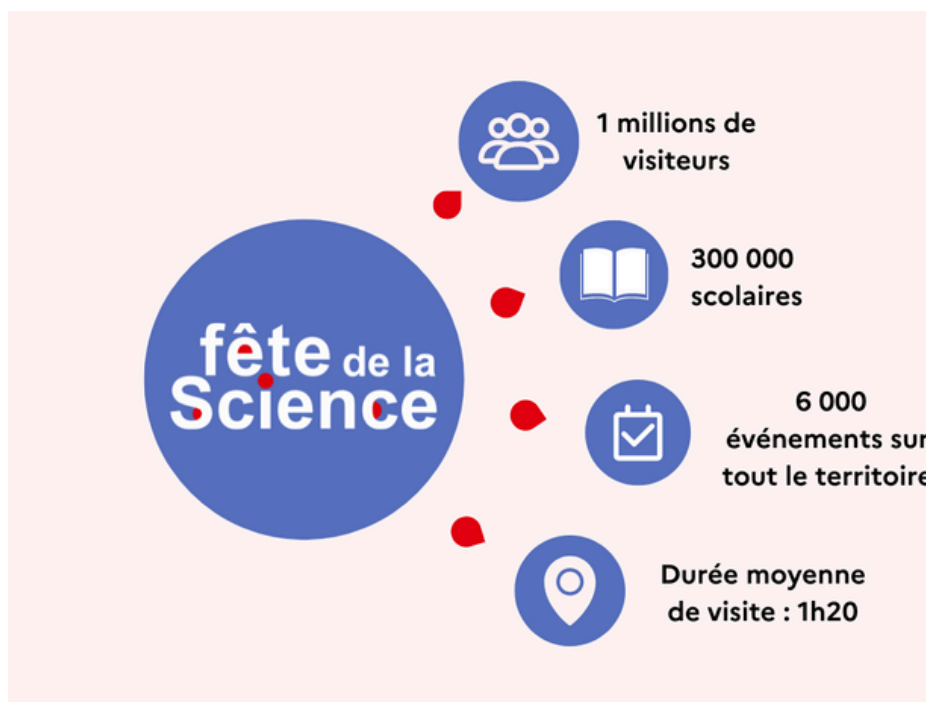 fête de la
Science
1 millions de
visiteurs
300 000
scolaires
6 000
événements sur
tout le territoire
Durée moyenne
de visite : 1h20